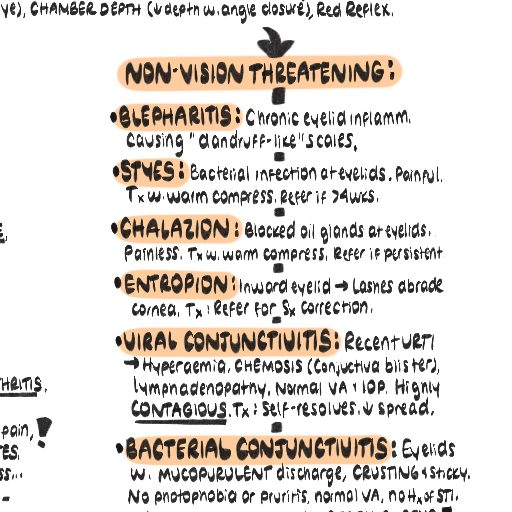 ye), CHAMBER DEPTH (↓depth w. angle closure), Red Reflex.
NON-VISION THREATENING:
•BLEPHARITIS: Chronic eyelid inflamm.
causing "dandruff-like" scales,
•STYES: Bacterial infection at eyelids. Painful.
Tx w. warm compress. Refer if >4wks.
•CHALAZION: Blocked oil glands at eyelids.
Painless. Tx w. warm compress. Refer if persistent
•ENTROPION: Inward eyelid → Lashes abrade
cornea. Tx: Refer for Sx correction.
•VIRAL CONJUNCTIVITIS: Recent URTI
→ Hyperaemia, CHEMOSIS (Conjuctiva blister),
lymphadenopathy, Normal VA + IOP. Highly
CONTAGIOUS. Tx: Self-resolves. ↓ spread.
•BACTERIAL CONJUNCTIVITIS: Eyelids
w. MUCOPURULENT discharge, CRUSTING + sticky.
No photophobia or pruritis, normal VA, no Hx of STI.
THRITIS.
pain,!